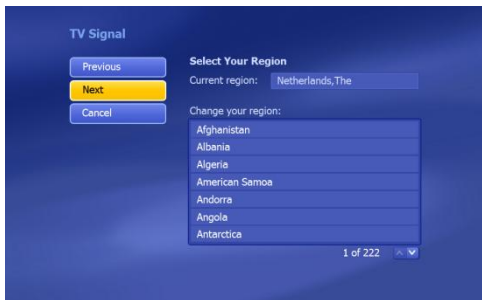 TV Signal
Previous
Next
Cancel
Select Your Region
Current region: Netherlands,The
Change your region:
Afghanistan
Albania
Algeria
American Samoa
Andorra
Angola
Antarctica
1 of 222